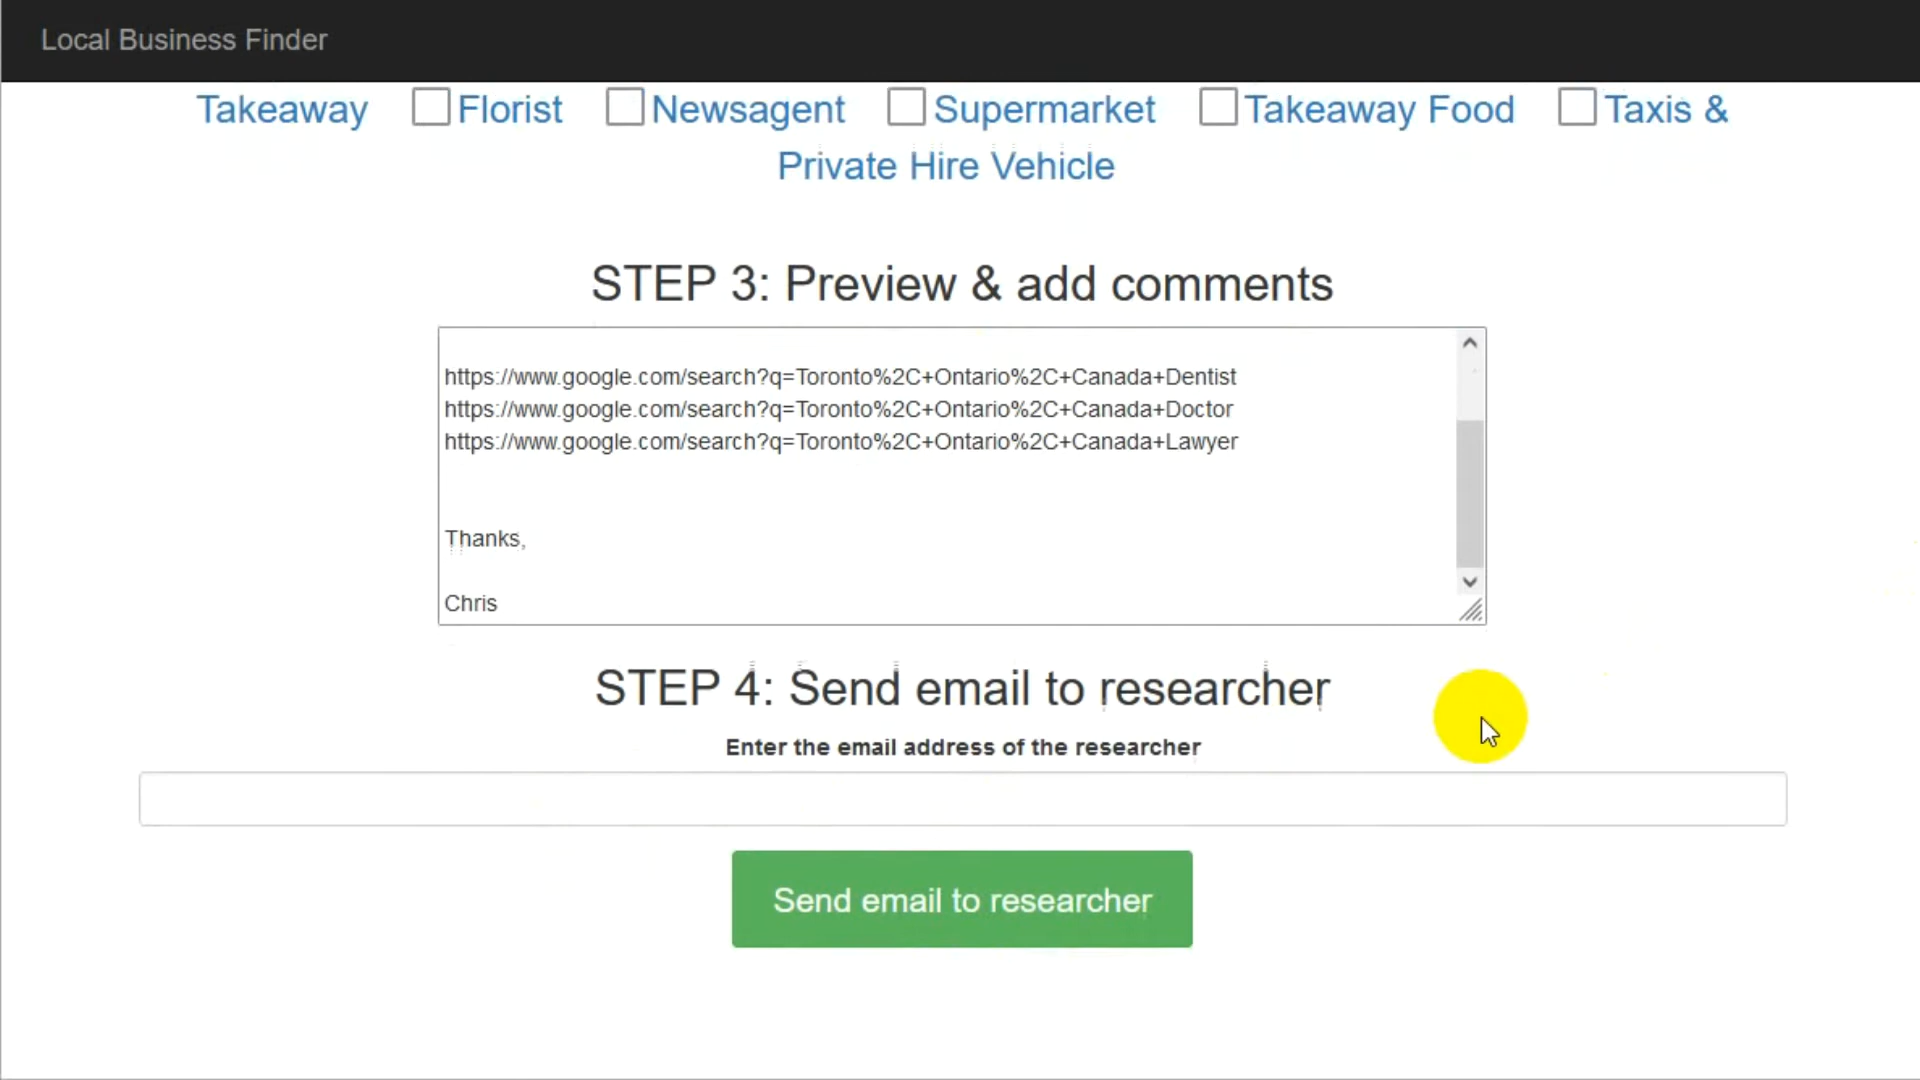 Local Business Finder
Takeaway Florist Newsagent Supermarket Takeaway Food Taxis &
Private Hire Vehicle
STEP 3: Preview & add comments
https://www.google.com/search?q=Toronto%2C+Ontario%2C+Canada+Dentist
https://www.google.com/search?q=Toronto%2C+Ontario%2C+Canada+Doctor
https://www.google.com/search?q=Toronto%2C+Ontario%2C+Canada+Lawyer
Thanks,
Chris
STEP 4: Send email to researcher
Enter the email address of the researcher
Send email to researcher